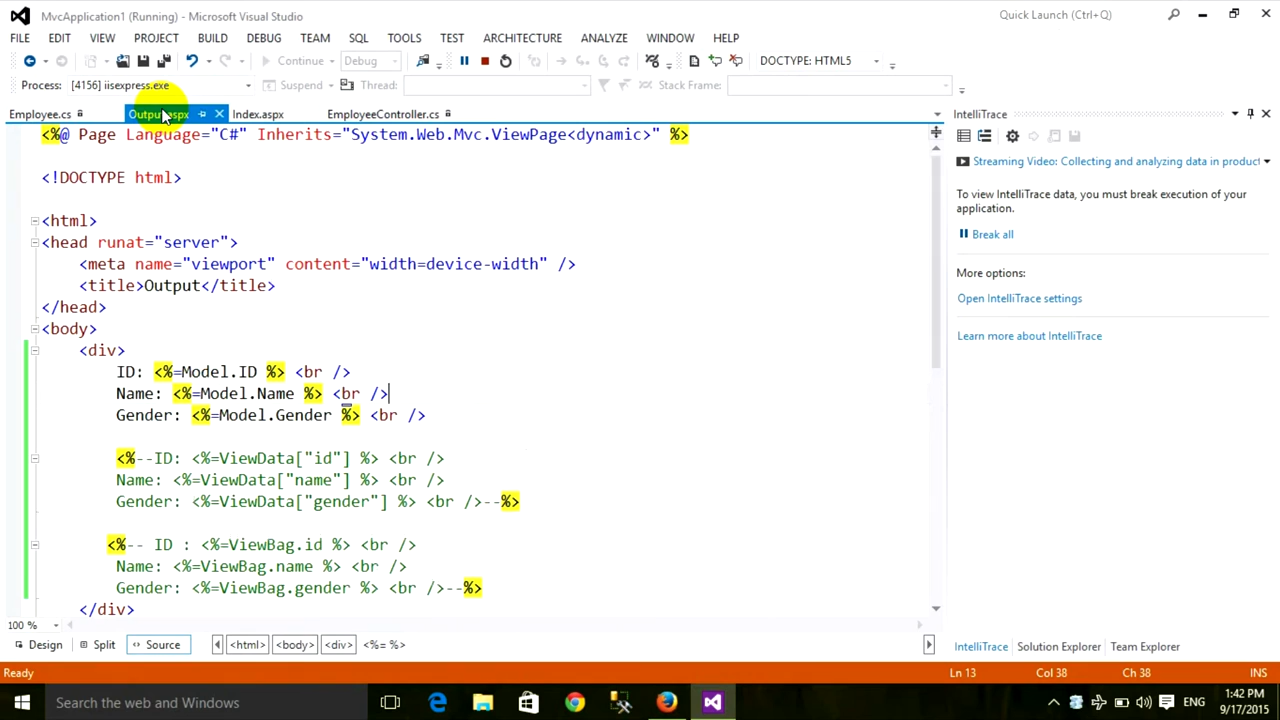 MvcApplication1 (Running) - Microsoft Visual Studio
Quick Launch (Ctrl+Q)
FILE EDIT VIEW PROJECT BUILD DEBUG TEAM SQL TOOLS TEST ARCHITECTURE ANALYZE WINDOW HELP
Continue Debug DOCTYPE: HTML5
Process: [4156] iisexpress.exe Suspend Thread: Stack Frame:
Employee.cs Output.aspx Index.aspx EmployeeController.cs
IntelliTrace
<%@ Page Language="C#" Inherits="System.Web.Mvc.ViewPage<dynamic>" %>
<!DOCTYPE html>
<html>
<head runat="server">
<meta name="viewport" content="width=device-width" />
<title>Output</title>
</head>
<body>
<div>
ID: <%=Model.ID %> <br />
Name: <%=Model.Name %> <br />
Gender: <%=Model.Gender %> <br />
<%--ID: <%=ViewData["id"] %> <br />
Name: <%=ViewData["name"] %> <br />
Gender: <%=ViewData["gender"] %> <br />--%>
<%-- ID : <%=ViewBag.id %> <br />
Name: <%=ViewBag.name %> <br />
Gender: <%=ViewBag.gender %> <br />--%>
</div>
Streaming Video: Collecting and analyzing data in product
To view IntelliTrace data, you must break execution of your
application.
Break all
More options:
Open IntelliTrace settings
Learn more about IntelliTrace
100 %
Design Split Source <html> <body> <div> <%= %>
IntelliTrace Solution Explorer Team Explorer
Ready Ln 13 Col 38 Ch 38 INS
Search the web and Windows
ENG
1:42 PM
9/17/2015